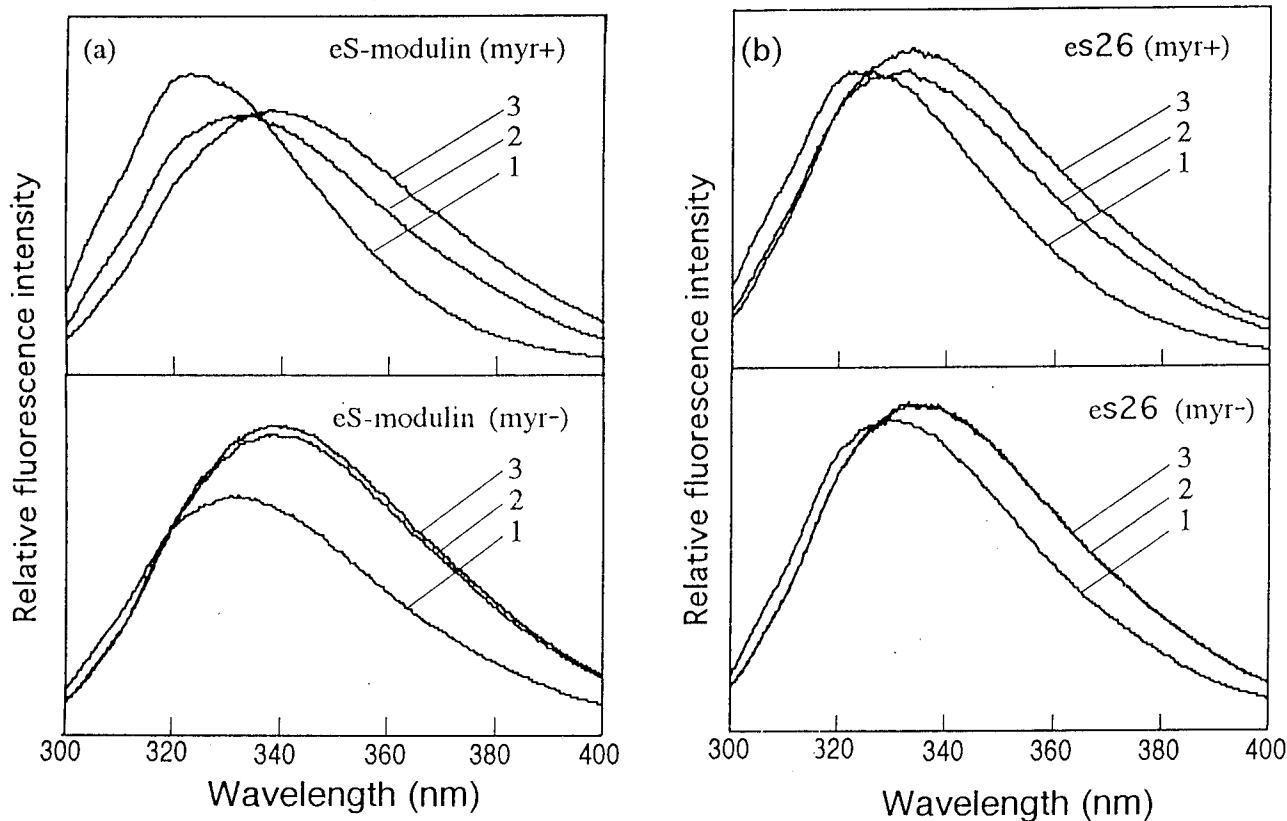 (a)
eS-modulin (myr+)
3
2
1
eS-modulin (myr-)
3
2
1
Relative fluorescence intensity
300 320 340 360 380 400
Wavelength (nm)
(b)
es26 (myr+)
3
2
1
es26 (myr-)
3
2
1
Relative fluorescence intensity
300 320 340 360 380 400
Wavelength (nm)